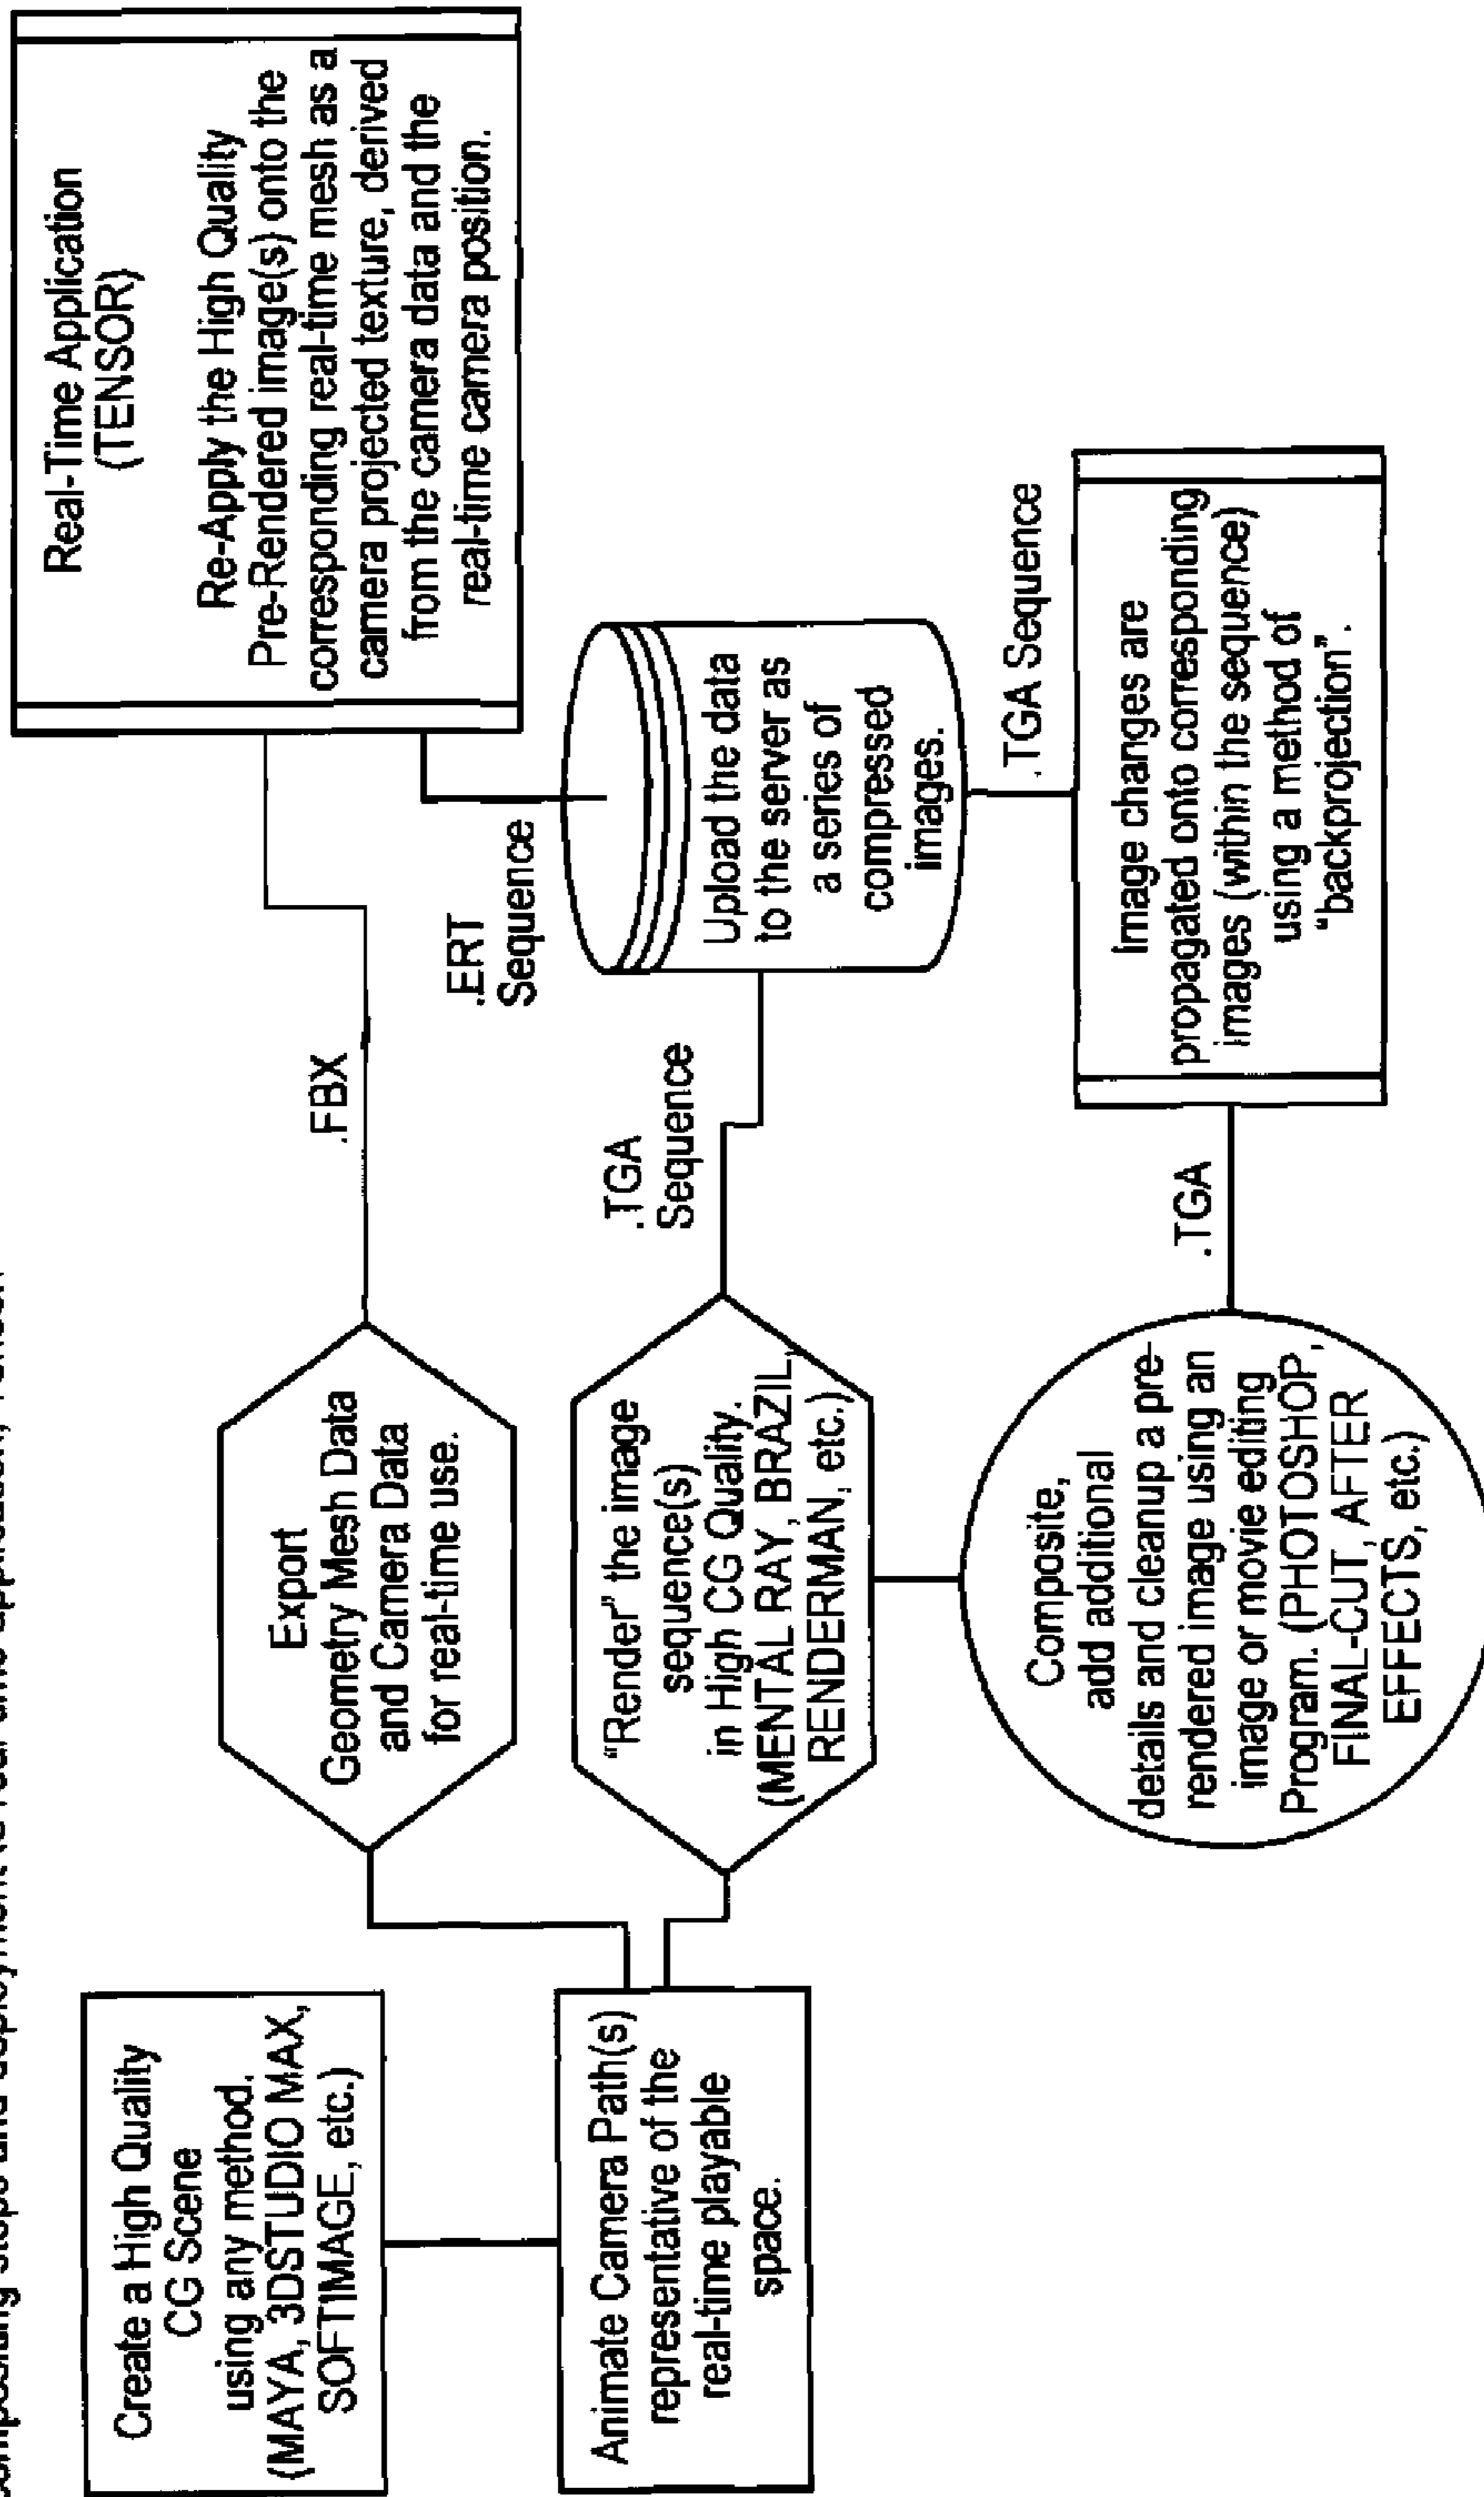 Create a High Quality
CG Scene
using any method.
(MAYA, 3DSTUDIO MAX,
SOFTIMAGE, etc.)
Animate Camera Path(s)
representative of the
real-time playable
space.
Export
Geometry Mesh Data
and Camera Data
for real-time use.
"Render" the image
sequence(s)
in High CG Quality.
(MENTAL RAY, BRAZIL,
RENDERMAN, etc.)
Composite,
add additional
details and cleanup a pre-
rendered image using an
image or movie editing
Program. (PHOTOSHOP,
FINAL-CUT, AFTER
EFFECTS, etc.)
.FBX
.TGA
Sequence
.TGA
.ERT
Sequence
Upload the data
to the server as
a series of
compressed
images.
.TGA Sequence
Image changes are
propagated onto corresponding
images (within the sequence)
using a method of
"backprojection".
Real-Time Application
(TENSOR)
Re-Apply the High Quality
Pre-Rendered image(s) onto the
corresponding real-time mesh as a
camera projected texture, derived
from the camera data and the
real-time camera position.